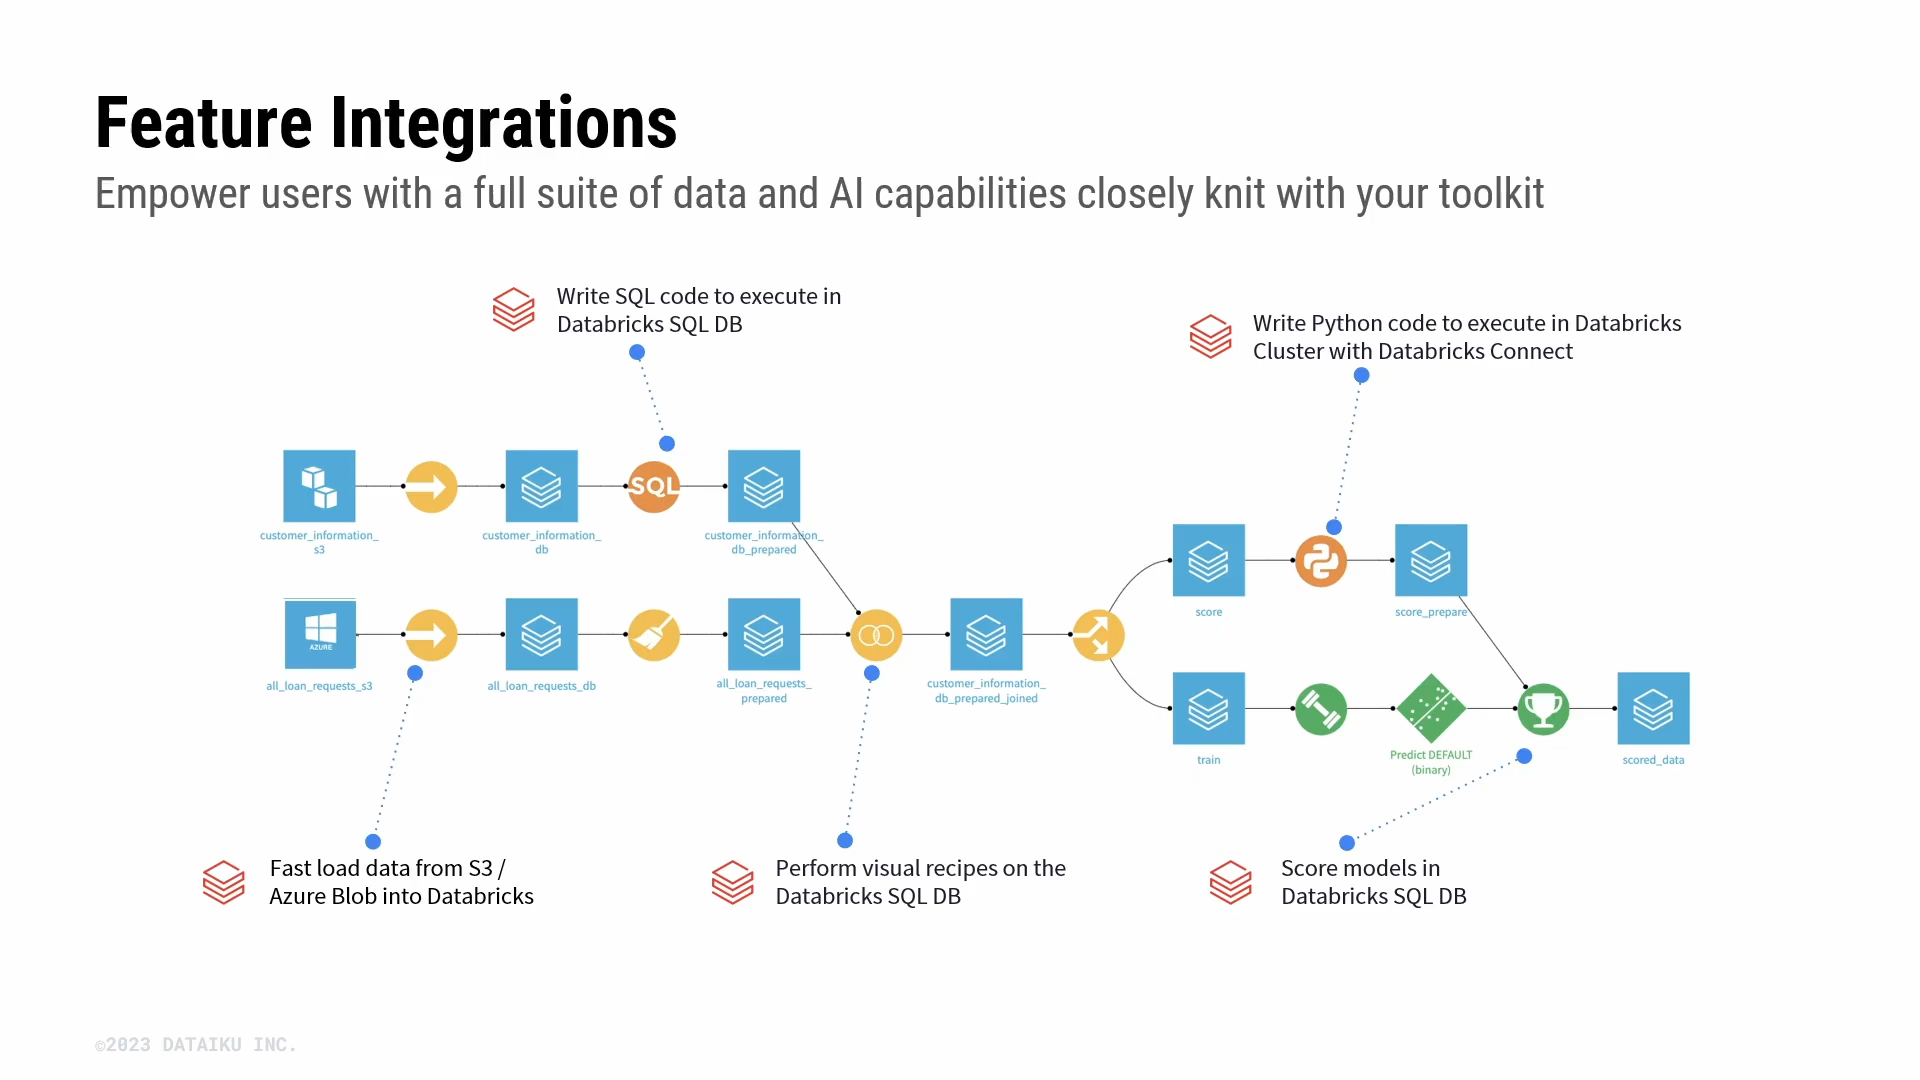 Feature Integrations
Empower users with a full suite of data and AI capabilities closely knit with your toolkit
Write SQL code to execute in
Databricks SQL DB
Write Python code to execute in Databricks
Cluster with Databricks Connect
SQL
customer_information_
s3
customer_information_
db
customer_information_
db_prepared
AZURE
all_loan_requests_s3
all_loan_requests_db
all_loan_requests_
prepared
customer_information_
db_prepared_joined
score
score_prepare
train
Predict DEFAULT
(binary)
scored_data
Fast load data from S3 /
Azure Blob into Databricks
Perform visual recipes on the
Databricks SQL DB
Score models in
Databricks SQL DB
©2023 DATAIKU INC.